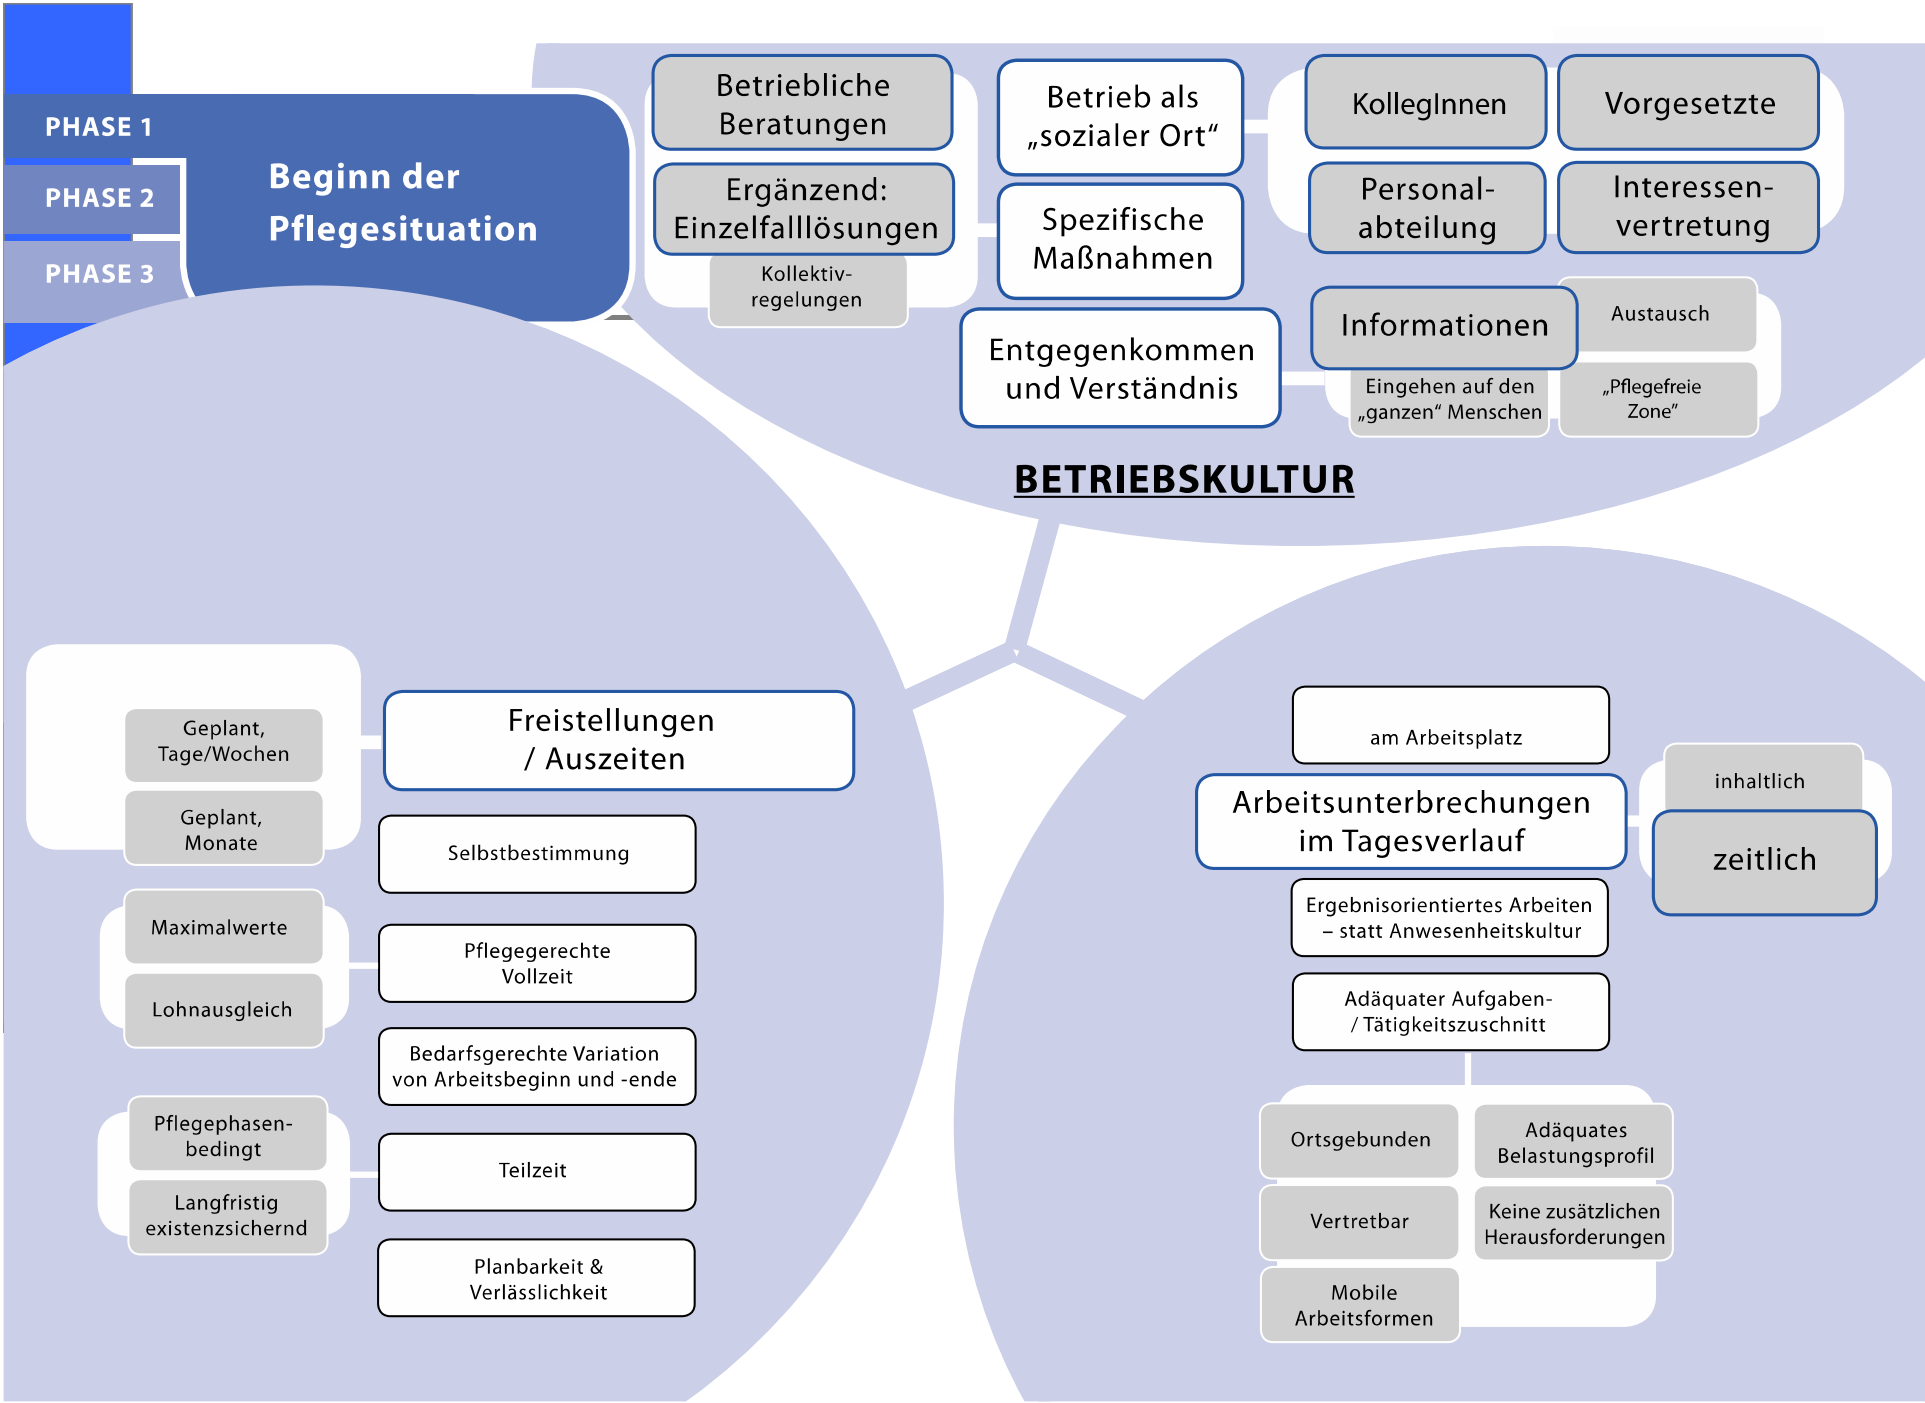 PHASE 1
PHASE 2
PHASE 3
Beginn der
Pflegesituation
Betriebliche
Beratungen
Ergänzend:
Einzelfalllösungen
Kollektiv-
regelungen
Betrieb als
„sozialer Ort“
Spezifische
Maßnahmen
Entgegenkommen
und Verständnis
KollegInnen
Vorgesetzte
Personal-
abteilung
Interessen-
vertretung
Informationen
Austausch
Eingehen auf den
„ganzen“ Menschen
„Pflegefreie
Zone”
BETRIEBSKULTUR
Geplant,
Tage/Wochen
Geplant,
Monate
Freistellungen
/ Auszeiten
Selbstbestimmung
Maximalwerte
Lohnausgleich
Pflegegerechte
Vollzeit
Bedarfsgerechte Variation
von Arbeitsbeginn und -ende
Pflegephasen-
bedingt
Langfristig
existenzsichernd
Teilzeit
Planbarkeit &
Verlässlichkeit
am Arbeitsplatz
Arbeitsunterbrechungen
im Tagesverlauf
inhaltlich
zeitlich
Ergebnisorientiertes Arbeiten
– statt Anwesenheitskultur
Adäquater Aufgaben-
/ Tätigkeitszuschnitt
Ortsgebunden
Adäquates
Belastungsprofil
Vertretbar
Keine zusätzlichen
Herausforderungen
Mobile
Arbeitsformen